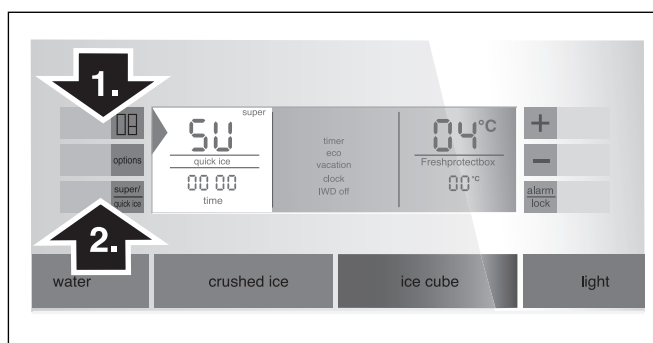 1.
super
SU
04°C
+
quick ice
timer
eco
vacation
clock
IWD off
Freshprotectbox
options
−
00 00
00°C
time
super/
quick ice
alarm
lock
2.
water
crushed ice
ice cube
light